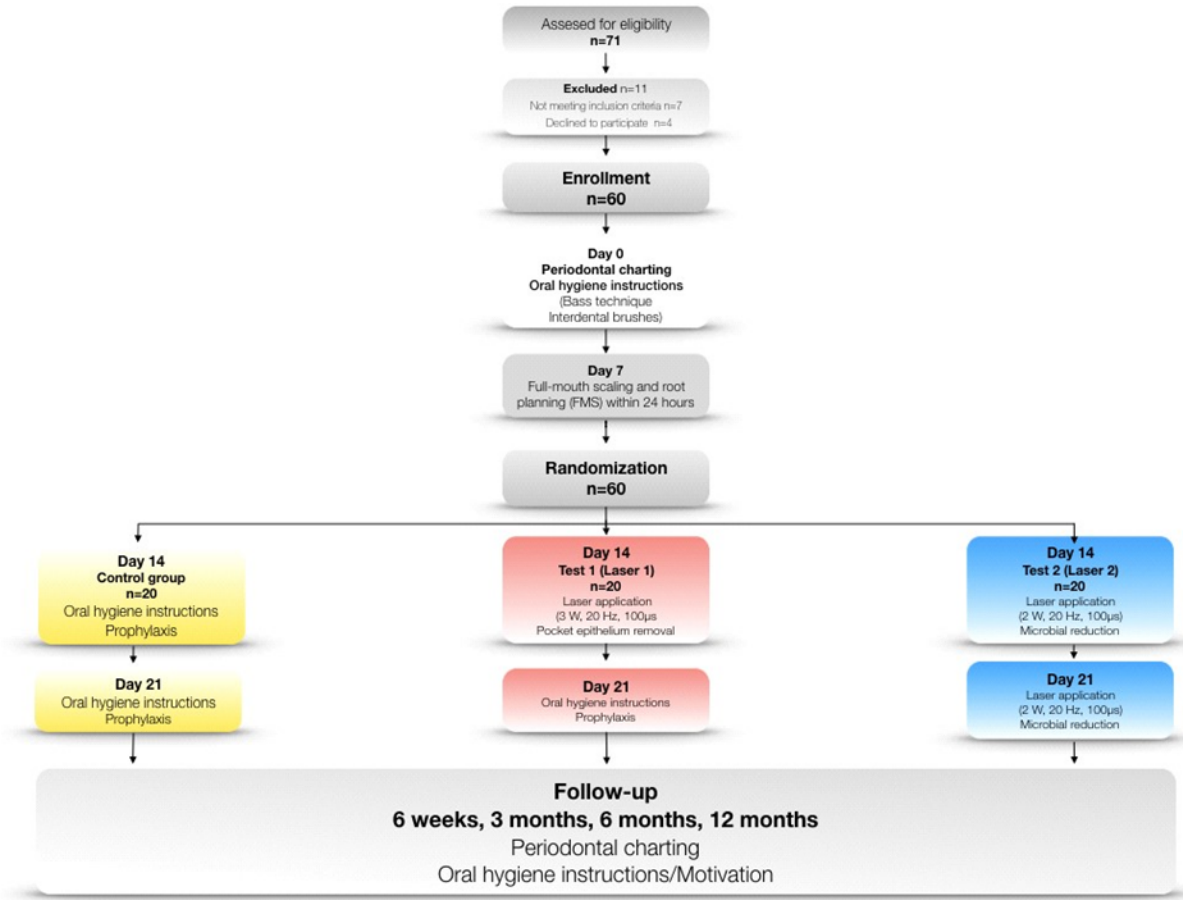 Assesed for eligibility
n=71
Excluded n=11
Not meeting inclusion criteria n=7
Declined to participate n=4
Enrollment
n=60
Day 0
Periodontal charting
Oral hygiene instructions
(Bass technique
Interdental brushes)
Day 7
Full-mouth scaling and root
planning (FMS) within 24 hours
Randomization
n=60
Day 14
Control group
n=20
Oral hygiene instructions
Prophylaxis
Day 14
Test 1 (Laser 1)
n=20
Laser application
(3 W, 20 Hz, 100µs
Pocket epithelium removal
Day 14
Test 2 (Laser 2)
n=20
Laser application
(2 W, 20 Hz, 100µs)
Microbial reduction
Day 21
Oral hygiene instructions
Prophylaxis
Day 21
Oral hygiene instructions
Prophylaxis
Day 21
Laser application
(2 W, 20 Hz, 100µs)
Microbial reduction
Follow-up
6 weeks, 3 months, 6 months, 12 months
Periodontal charting
Oral hygiene instructions/Motivation